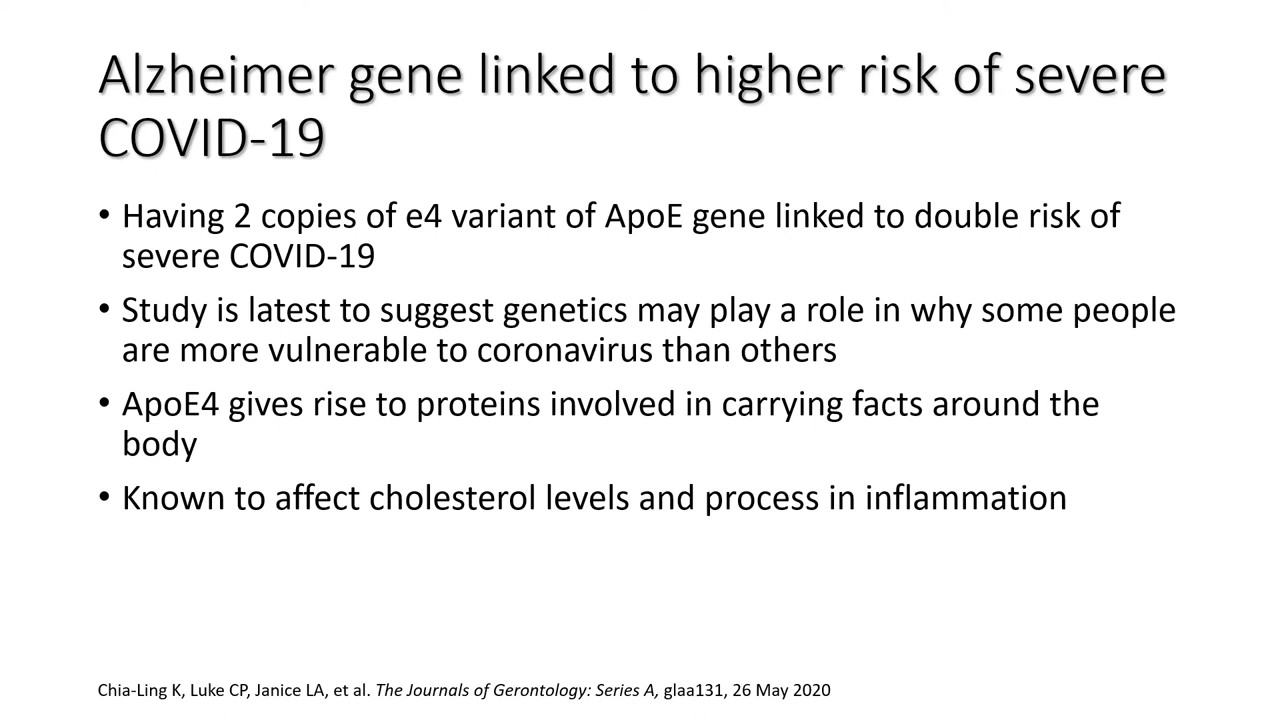 Alzheimer gene linked to higher risk of severe
COVID-19
• Having 2 copies of e4 variant of ApoE gene linked to double risk of
severe COVID-19
• Study is latest to suggest genetics may play a role in why some people
are more vulnerable to coronavirus than others
• ApoE4 gives rise to proteins involved in carrying facts around the
body
• Known to affect cholesterol levels and process in inflammation
Chia-Ling K, Luke CP, Janice LA, et al. The Journals of Gerontology: Series A, glaa131, 26 May 2020